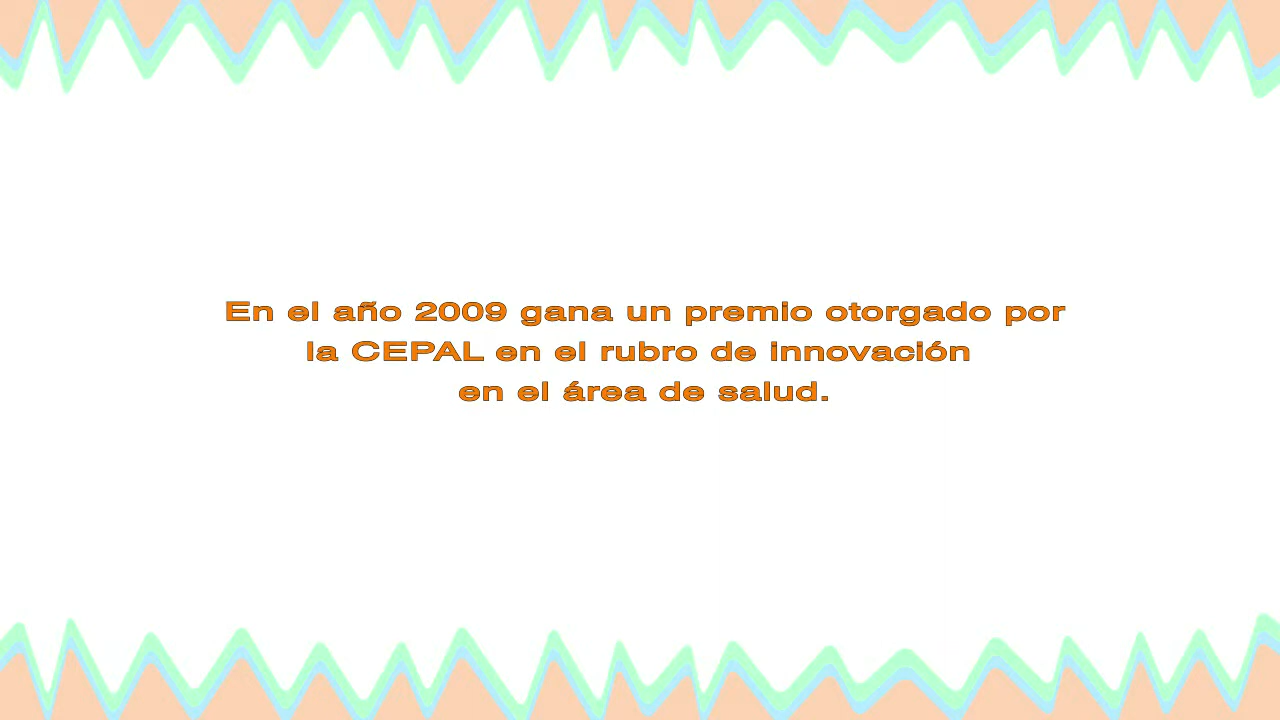 En el año 2009 gana un premio otorgado por
la CEPAL en el rubro de innovación
en el área de salud.